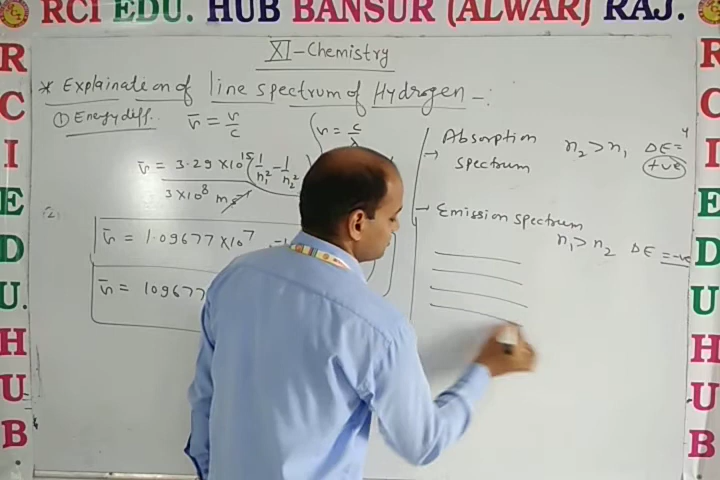 RCI EDU. HUB BANSUR (ALWAR) RAJ.
XI-Chemistry
* Explaination of line spectrum of Hydrogen -:
① Energy diff..
v̄ = ν/c
ν = c/λ
v̄ = 3.29×10¹⁵ (1/n₁² - 1/n₂²)
3×10⁸ ms
v̄ = 1.09677×10⁷
v̄ = 109677
→ Absorption spectrum n₂>n₁ ΔE= +ve
→ Emission spectrum
n₁>n₂ ΔE =-ve
R C I E D U. H U B
R C I E D U. H U B